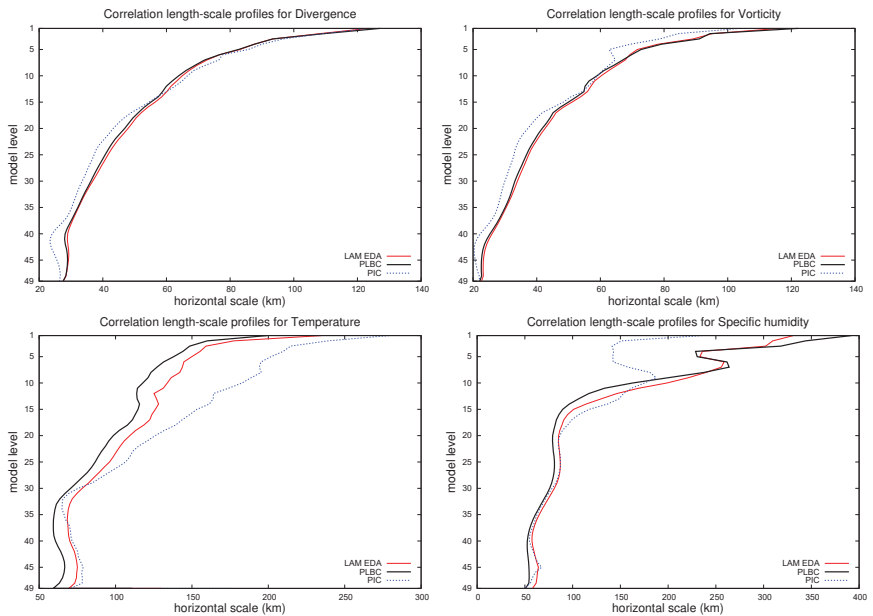 Correlation length-scale profiles for Divergence
model level
1
5
10
15
20
25
30
35
40
45
49
LAM EDA
PLBC
PIC
20 40 60 80 100 120 140
horizontal scale (km)
Correlation length-scale profiles for Vorticity
model level
1
5
10
15
20
25
30
35
40
45
49
LAM EDA
PLBC
PIC
20 40 60 80 100 120 140
horizontal scale (km)
Correlation length-scale profiles for Temperature
model level
1
5
10
15
20
25
30
35
40
45
49
LAM EDA
PLBC
PIC
50 100 150 200 250 300
horizontal scale (km)
Correlation length-scale profiles for Specific humidity
model level
1
5
10
15
20
25
30
35
40
45
49
LAM EDA
PLBC
PIC
0 50 100 150 200 250 300 350 400
horizontal scale (km)